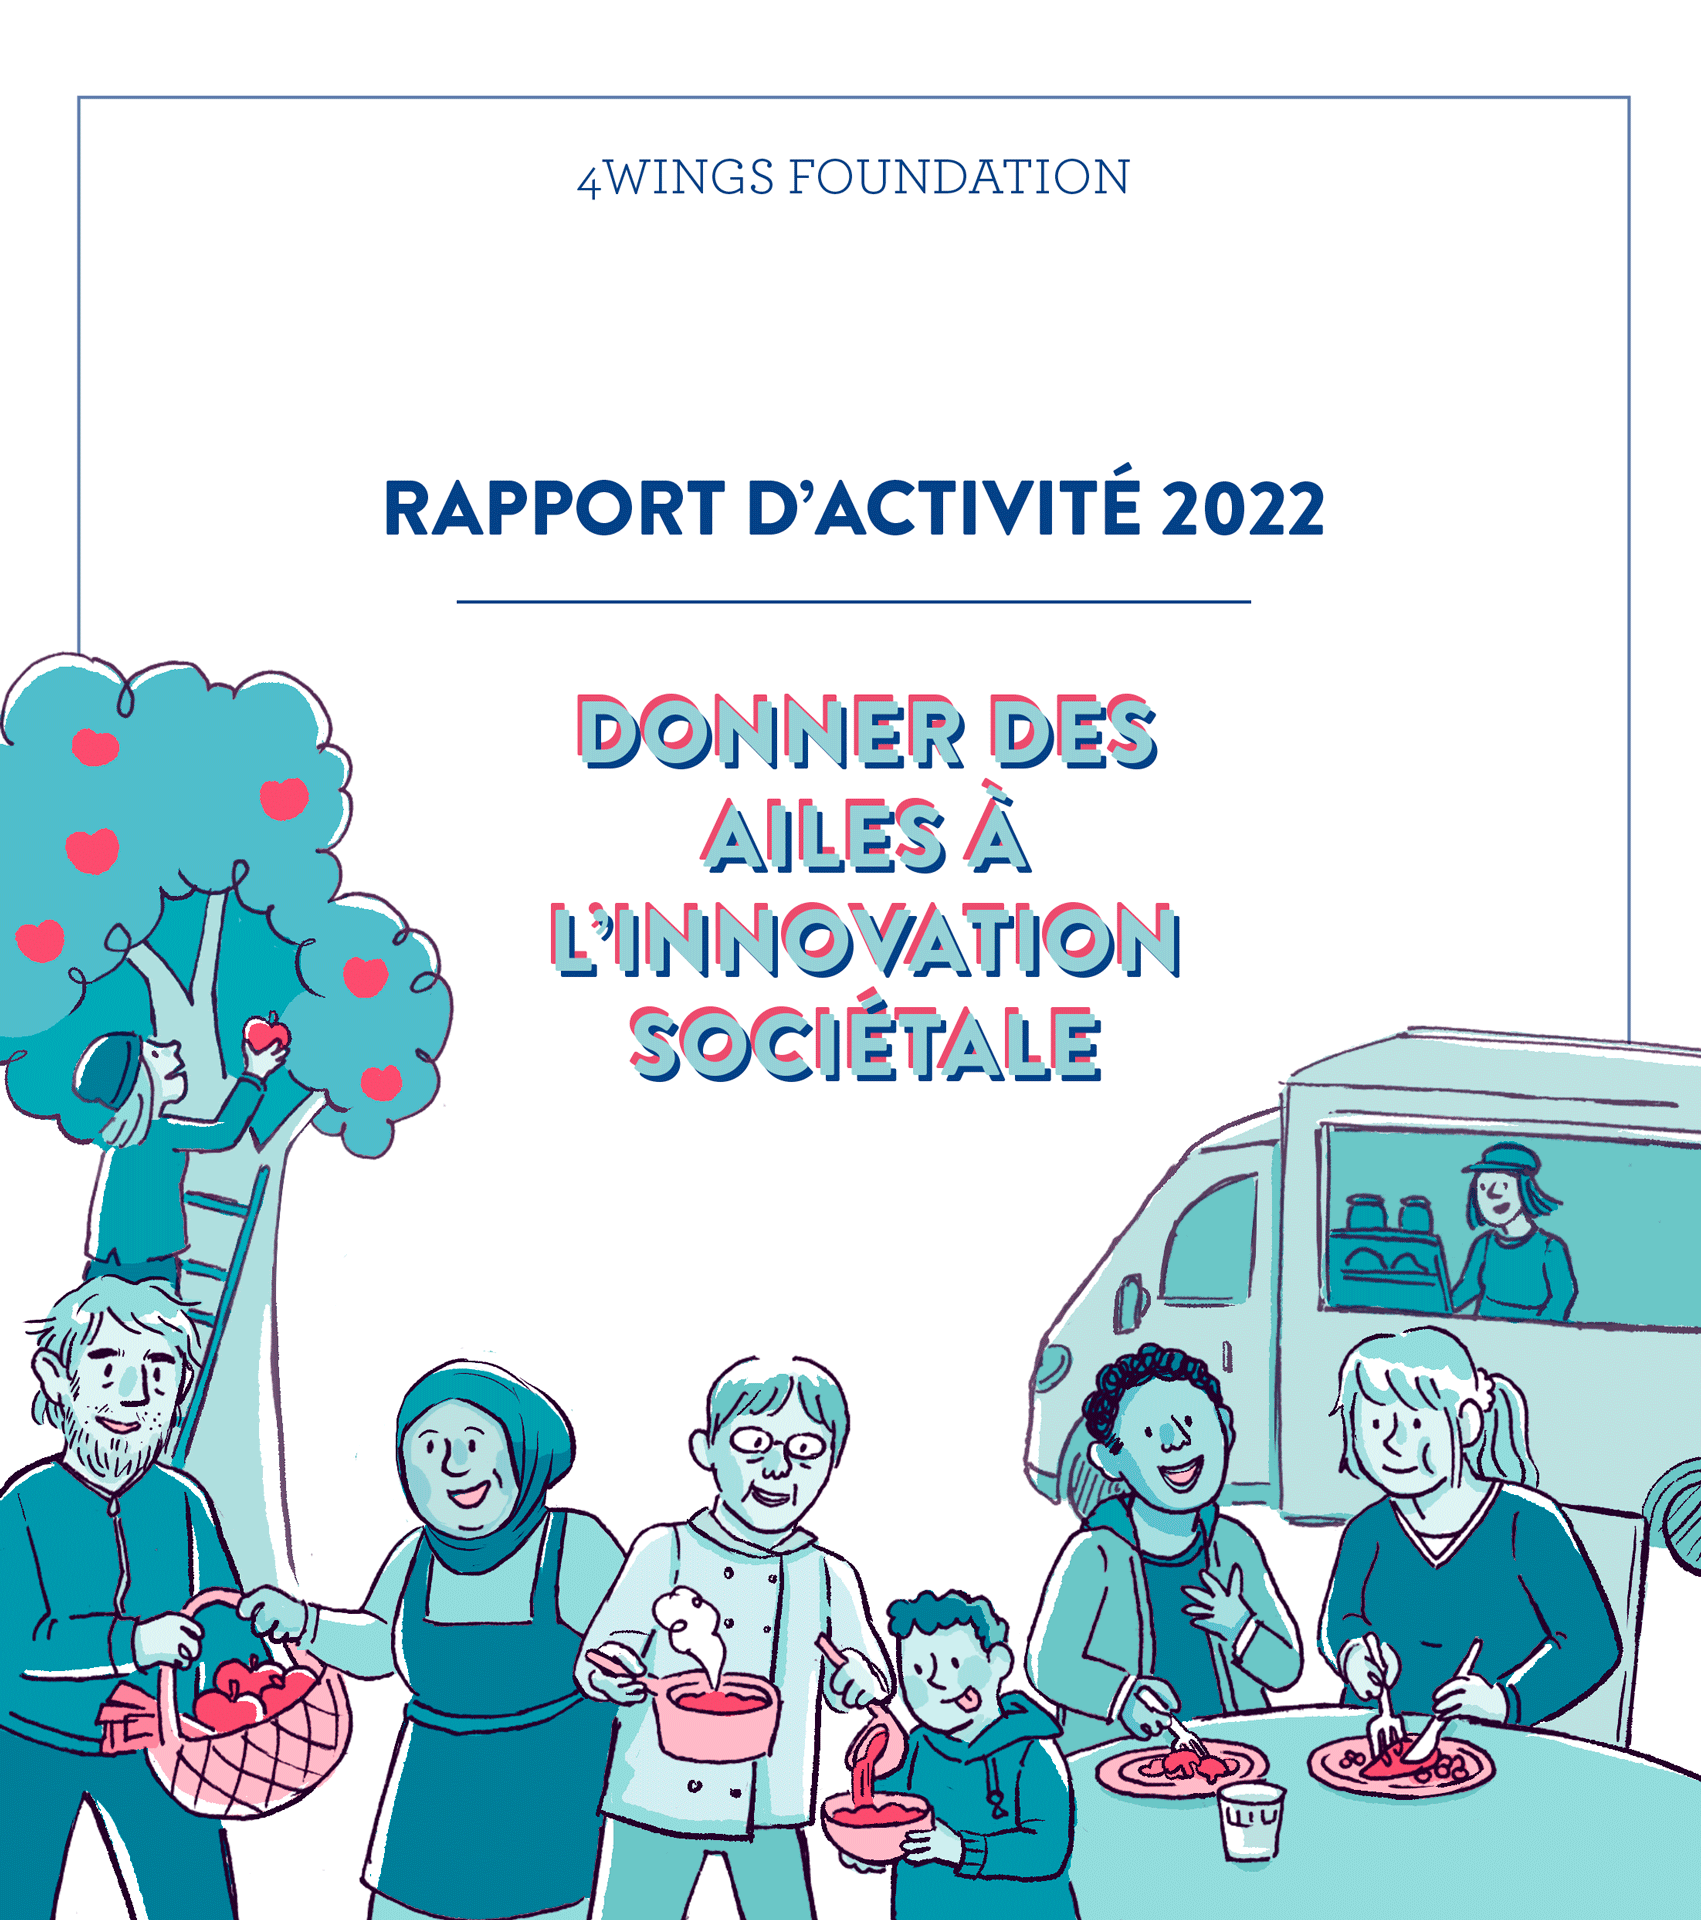 4WINGS FOUNDATION
RAPPORT D’ACTIVITÉ 2022
DONNER DES
AILES À
L’INNOVATION
SOCIÉTALE